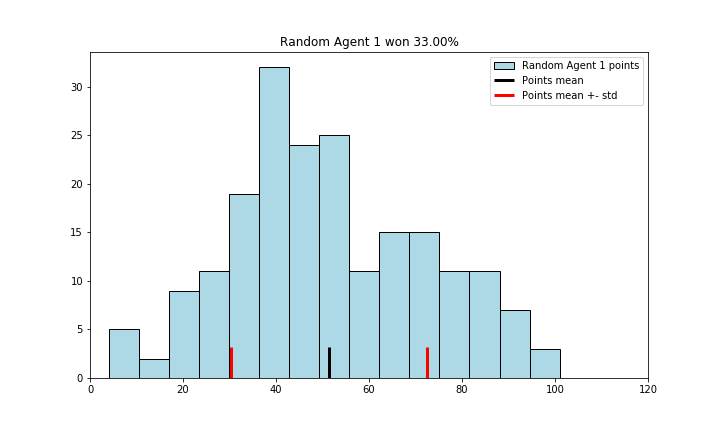 Random Agent 1 won 33.00%
Random Agent 1 points
Points mean
Points mean +- std
30
25
20
15
10
5
0
0 20 40 60 80 100 120